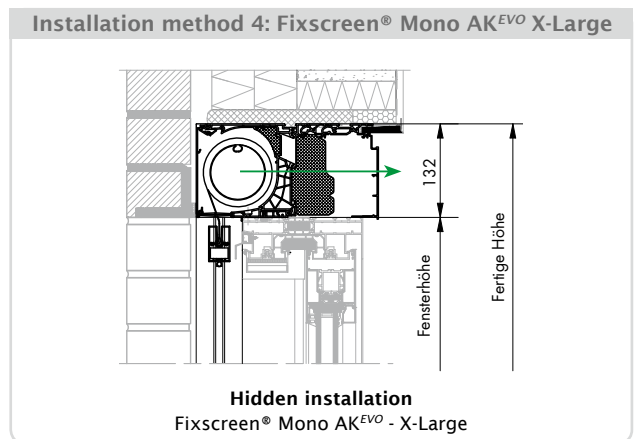 Installation method 4: Fixscreen® Mono AKEVO X-Large
132
Fensterhöhe
Fertige Höhe
Hidden installation
Fixscreen® Mono AKEVO - X-Large